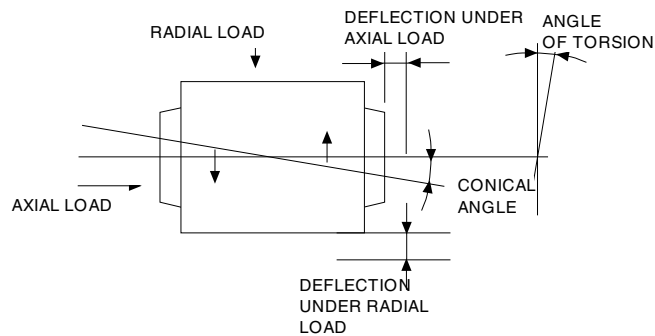 DEFLECTION UNDER
AXIAL LOAD
ANGLE
OF TORSION
RADIAL LOAD
AXIAL LOAD
CONICAL
ANGLE
DEFLECTION
UNDER RADIAL
LOAD